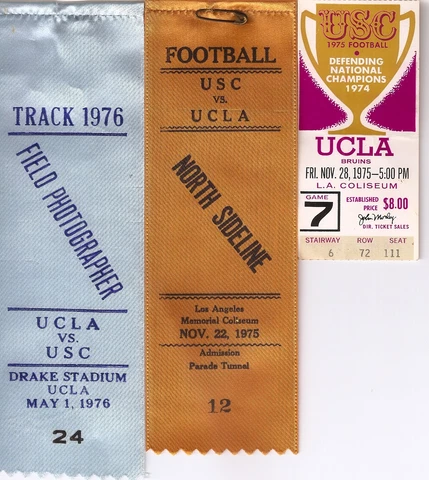 TRACK 1976
FIELD PHOTOGRAPHER
UCLA
VS.
USC
DRAKE STADIUM
UCLA
MAY 1, 1976
24
FOOTBALL
USC
VS.
UCLA
NORTH SIDELINE
Los Angeles
Memorial Coliseum
NOV. 22, 1975
Admission
Parade Tunnel
12
USC
1975 FOOTBALL
•
DEFENDING
NATIONAL
CHAMPIONS
1974
UCLA
BRUINS
FRI. NOV. 28, 1975-5:00 PM
L.A. COLISEUM
GAME
7
ESTABLISHED
PRICE $8.00
John Morley
DIR. TICKET SALES
STAIRWAY ROW SEAT
6 72 111